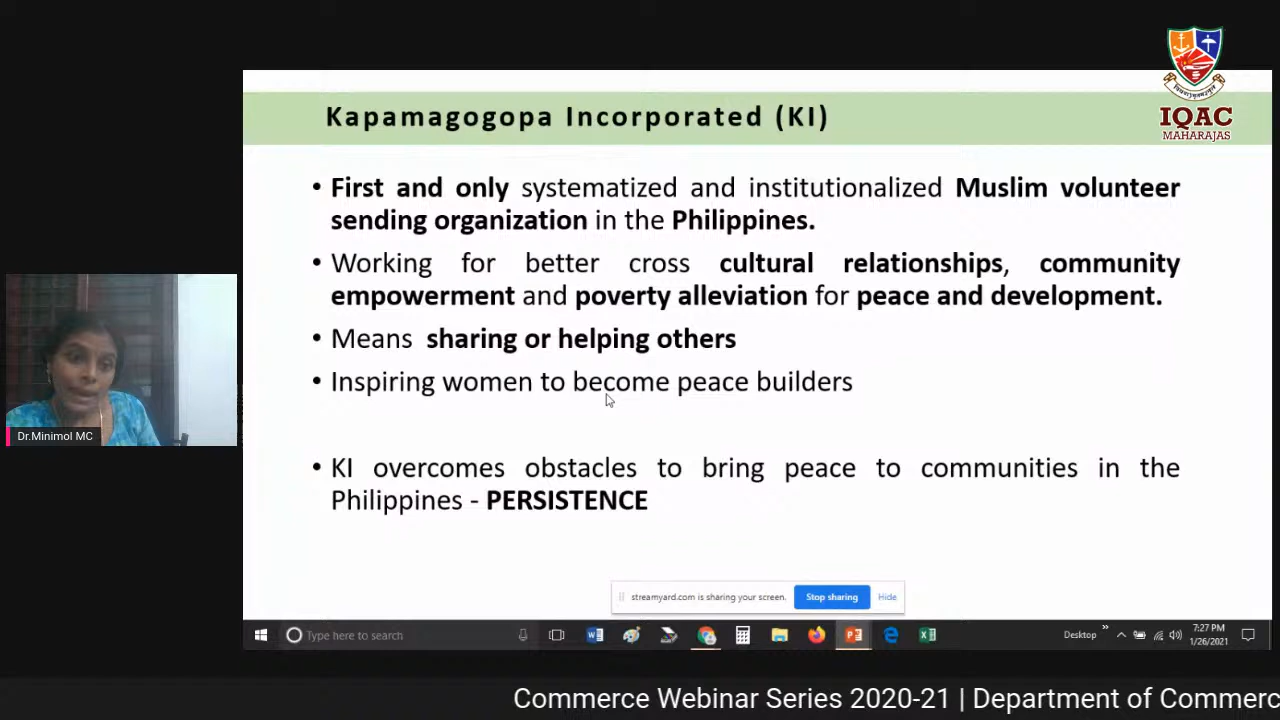 Kapamagogopa Incorporated (KI)
IQAC
MAHARAJAS
• First and only systematized and institutionalized Muslim volunteer
sending organization in the Philippines.
• Working for better cross cultural relationships, community
empowerment and poverty alleviation for peace and development.
• Means sharing or helping others
• Inspiring women to become peace builders
Dr.Minimol MC
• KI overcomes obstacles to bring peace to communities in the
Philippines - PERSISTENCE
streamyard.com is sharing your screen. Stop sharing Hide
Type here to search
Desktop
7:27 PM
1/26/2021
Commerce Webinar Series 2020-21 | Department of Commerc